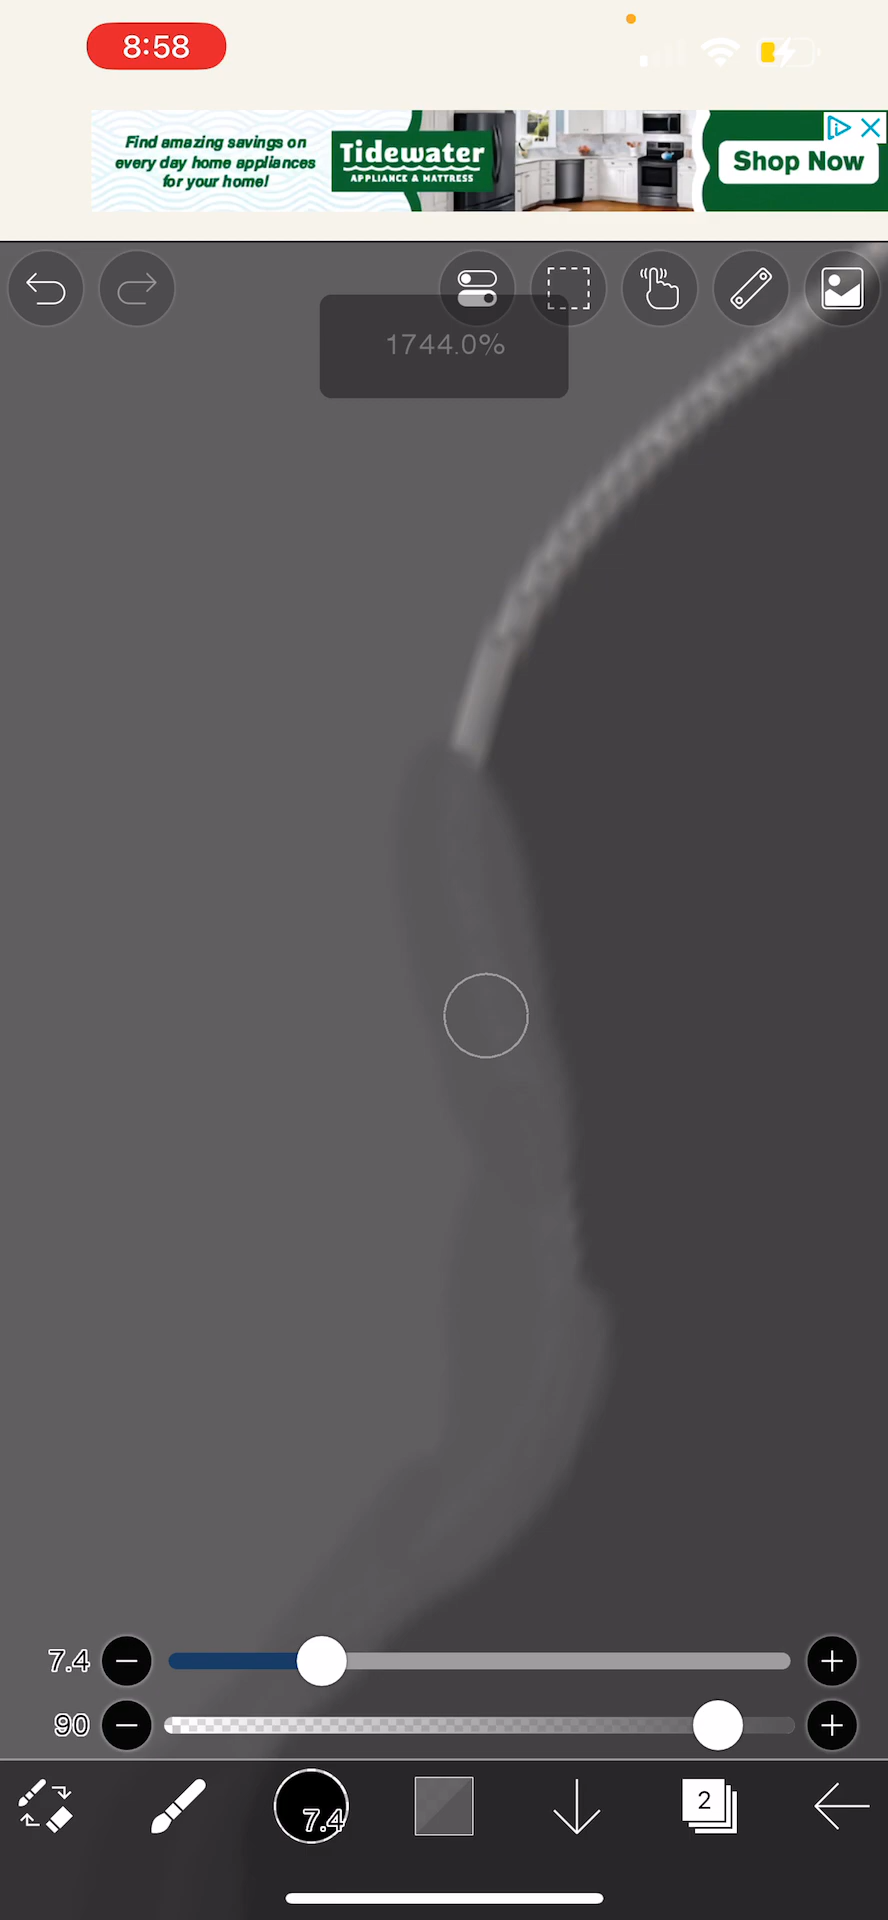 8:58
Find amazing savings on
every day home appliances
for your home!
Tidewater
APPLIANCE & MATTRESS
Shop Now
1744.0%
7.4
90
7.4
2